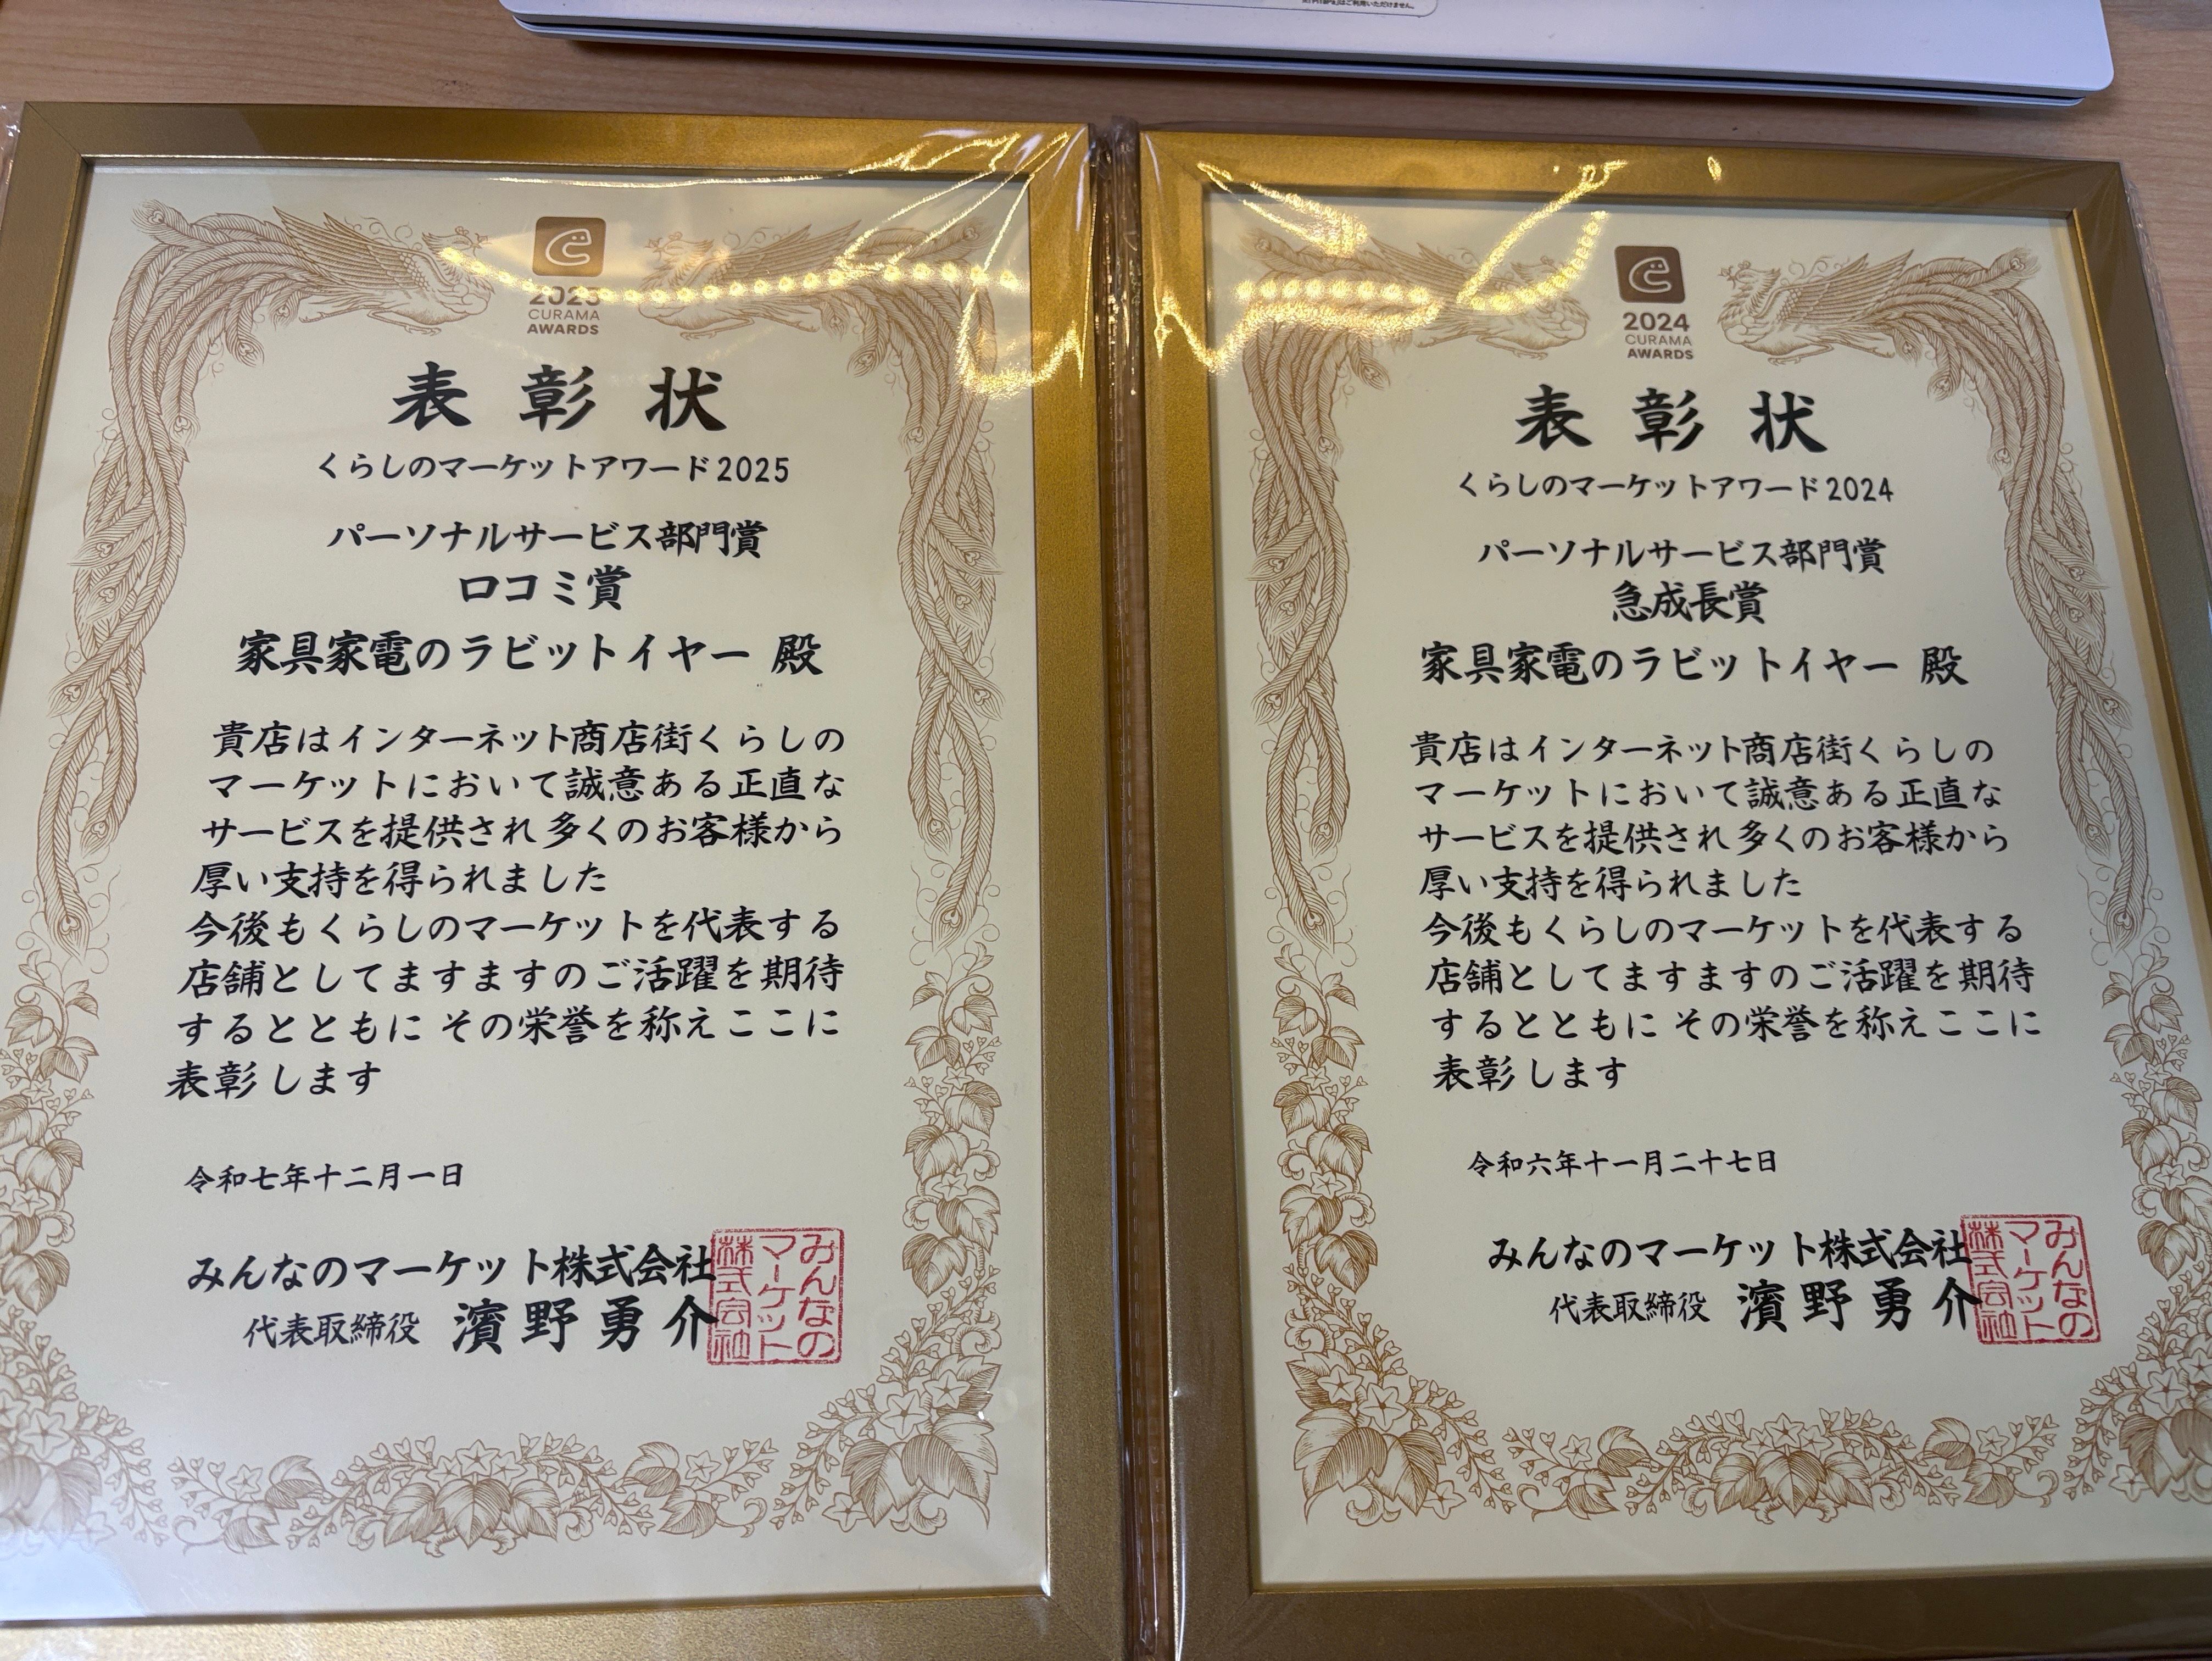 2025
CURAMA
AWARDS
表彰状
くらしのマーケットアワード2025
パーソナルサービス部門賞
口コミ賞
家具家電のラビットイヤー 殿
貴店はインターネット商店街くらしの
マーケットにおいて誠意ある正直な
サービスを提供され多くのお客様から
厚い支持を得られました
今後もくらしのマーケットを代表する
店舗としてますますのご活躍を期待
するとともに その栄誉を称えここに
表彰します
令和七年十二月一日
みんなのマーケット株式会社
代表取締役 濱野勇介
みんなの
マーケット
株式会社
2024
CURAMA
AWARDS
表彰状
くらしのマーケットアワード2024
パーソナルサービス部門賞
急成長賞
家具家電のラビットイヤー 殿
貴店はインターネット商店街くらしの
マーケットにおいて誠意ある正直な
サービスを提供され多くのお客様から
厚い支持を得られました
今後もくらしのマーケットを代表する
店舗としてますますのご活躍を期待
するとともに その栄誉を称えここに
表彰します
令和六年十一月二十七日
みんなのマーケット株式会社
代表取締役 濱野勇介
みんなの
マーケット
株式会社